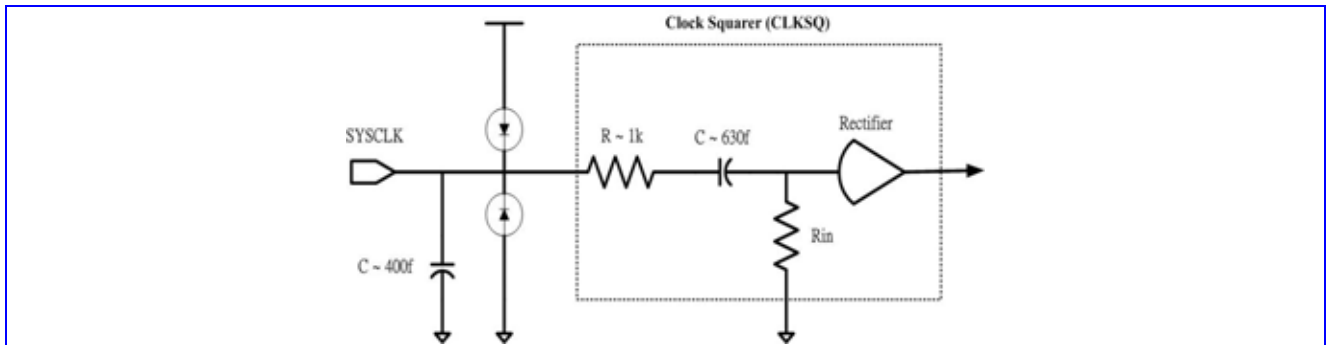 Clock Squarer (CLKSQ)
SYSCLK
R ~ 1k
C ~ 630f
Rectifier
Rin
C ~ 400f